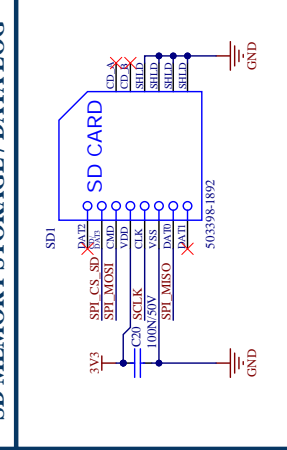 SD MEMORY STORAGE / DATALOG
SD1
SD CARD
503398-1892
DAT2
DAT3
CMD
VDD
CLK
VSS
DAT0
DAT1
CD_A
CD_B
SHLD
SHLD
SHLD
SHLD
GND
SPI_CS_SD
SPI_MOSI
SCLK
SPI_MISO
3V3
C20
100N/50V
GND